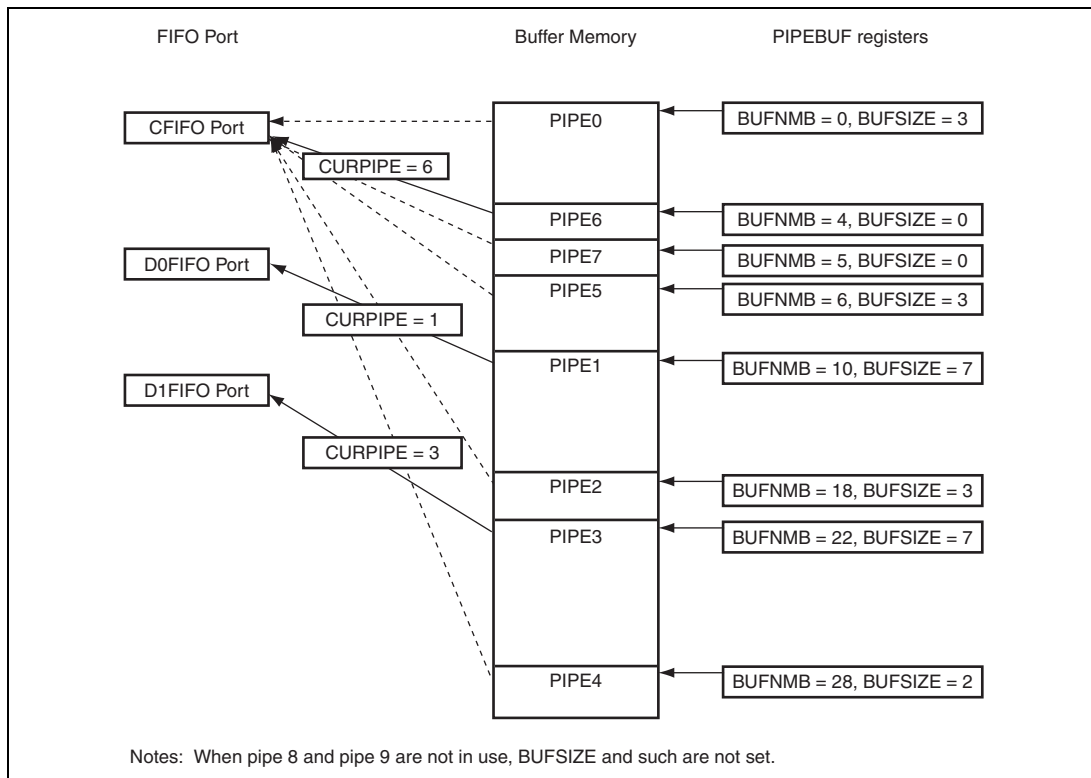 FIFO Port
Buffer Memory
PIPEBUF registers
CFIFO Port
PIPE0
BUFNMB = 0, BUFSIZE = 3
CURPIPE = 6
PIPE6
BUFNMB = 4, BUFSIZE = 0
D0FIFO Port
PIPE7
BUFNMB = 5, BUFSIZE = 0
PIPE5
BUFNMB = 6, BUFSIZE = 3
CURPIPE = 1
PIPE1
BUFNMB = 10, BUFSIZE = 7
D1FIFO Port
CURPIPE = 3
PIPE2
BUFNMB = 18, BUFSIZE = 3
PIPE3
BUFNMB = 22, BUFSIZE = 7
PIPE4
BUFNMB = 28, BUFSIZE = 2
Notes: When pipe 8 and pipe 9 are not in use, BUFSIZE and such are not set.